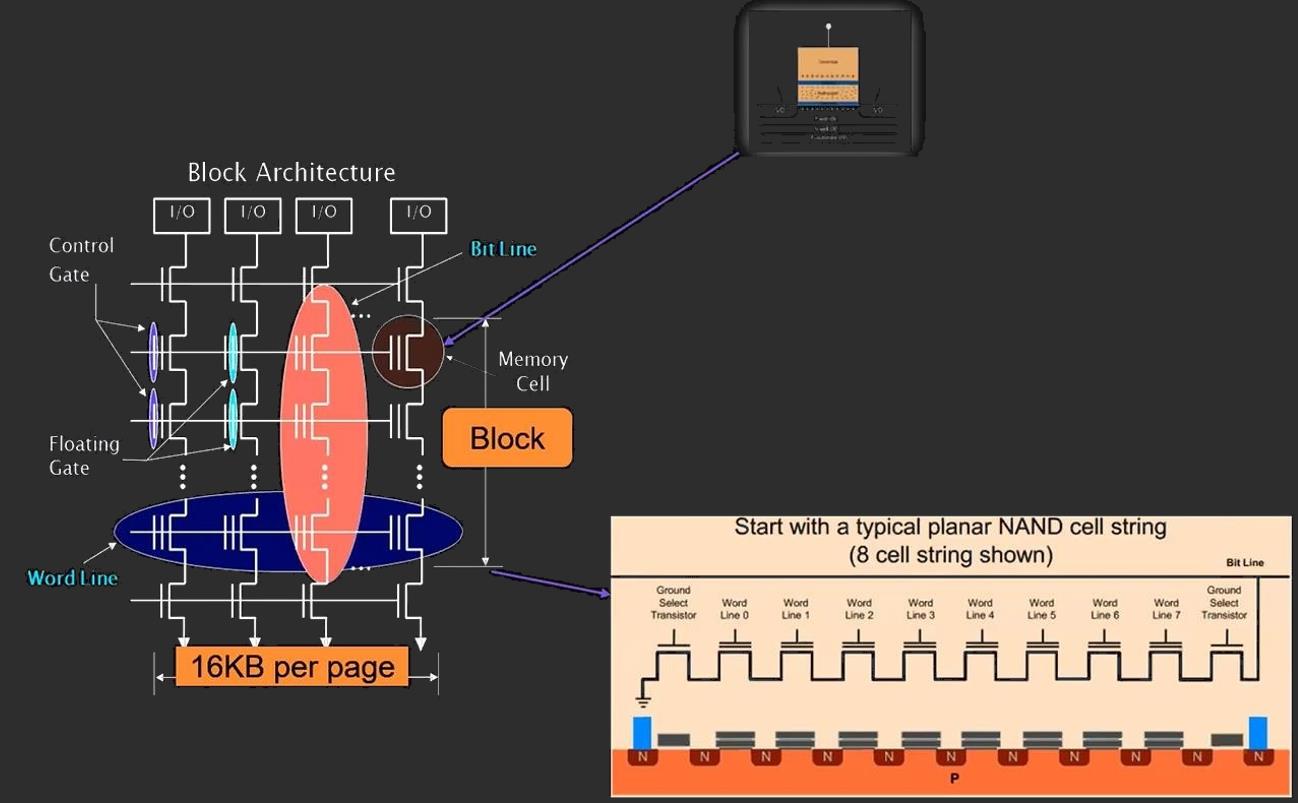 Block Architecture
I/O
I/O
I/O
I/O
Control
Gate
Bit Line
Memory
Cell
Block
Floating
Gate
Word Line
16KB per page
Start with a typical planar NAND cell string
(8 cell string shown)
Bit Line
Ground
Select
Transistor
Word
Line 0
Word
Line 1
Word
Line 2
Word
Line 3
Word
Line 4
Word
Line 5
Word
Line 6
Word
Line 7
Ground
Select
Transistor
N
N
N
N
N
N
N
N
N
N
N
P